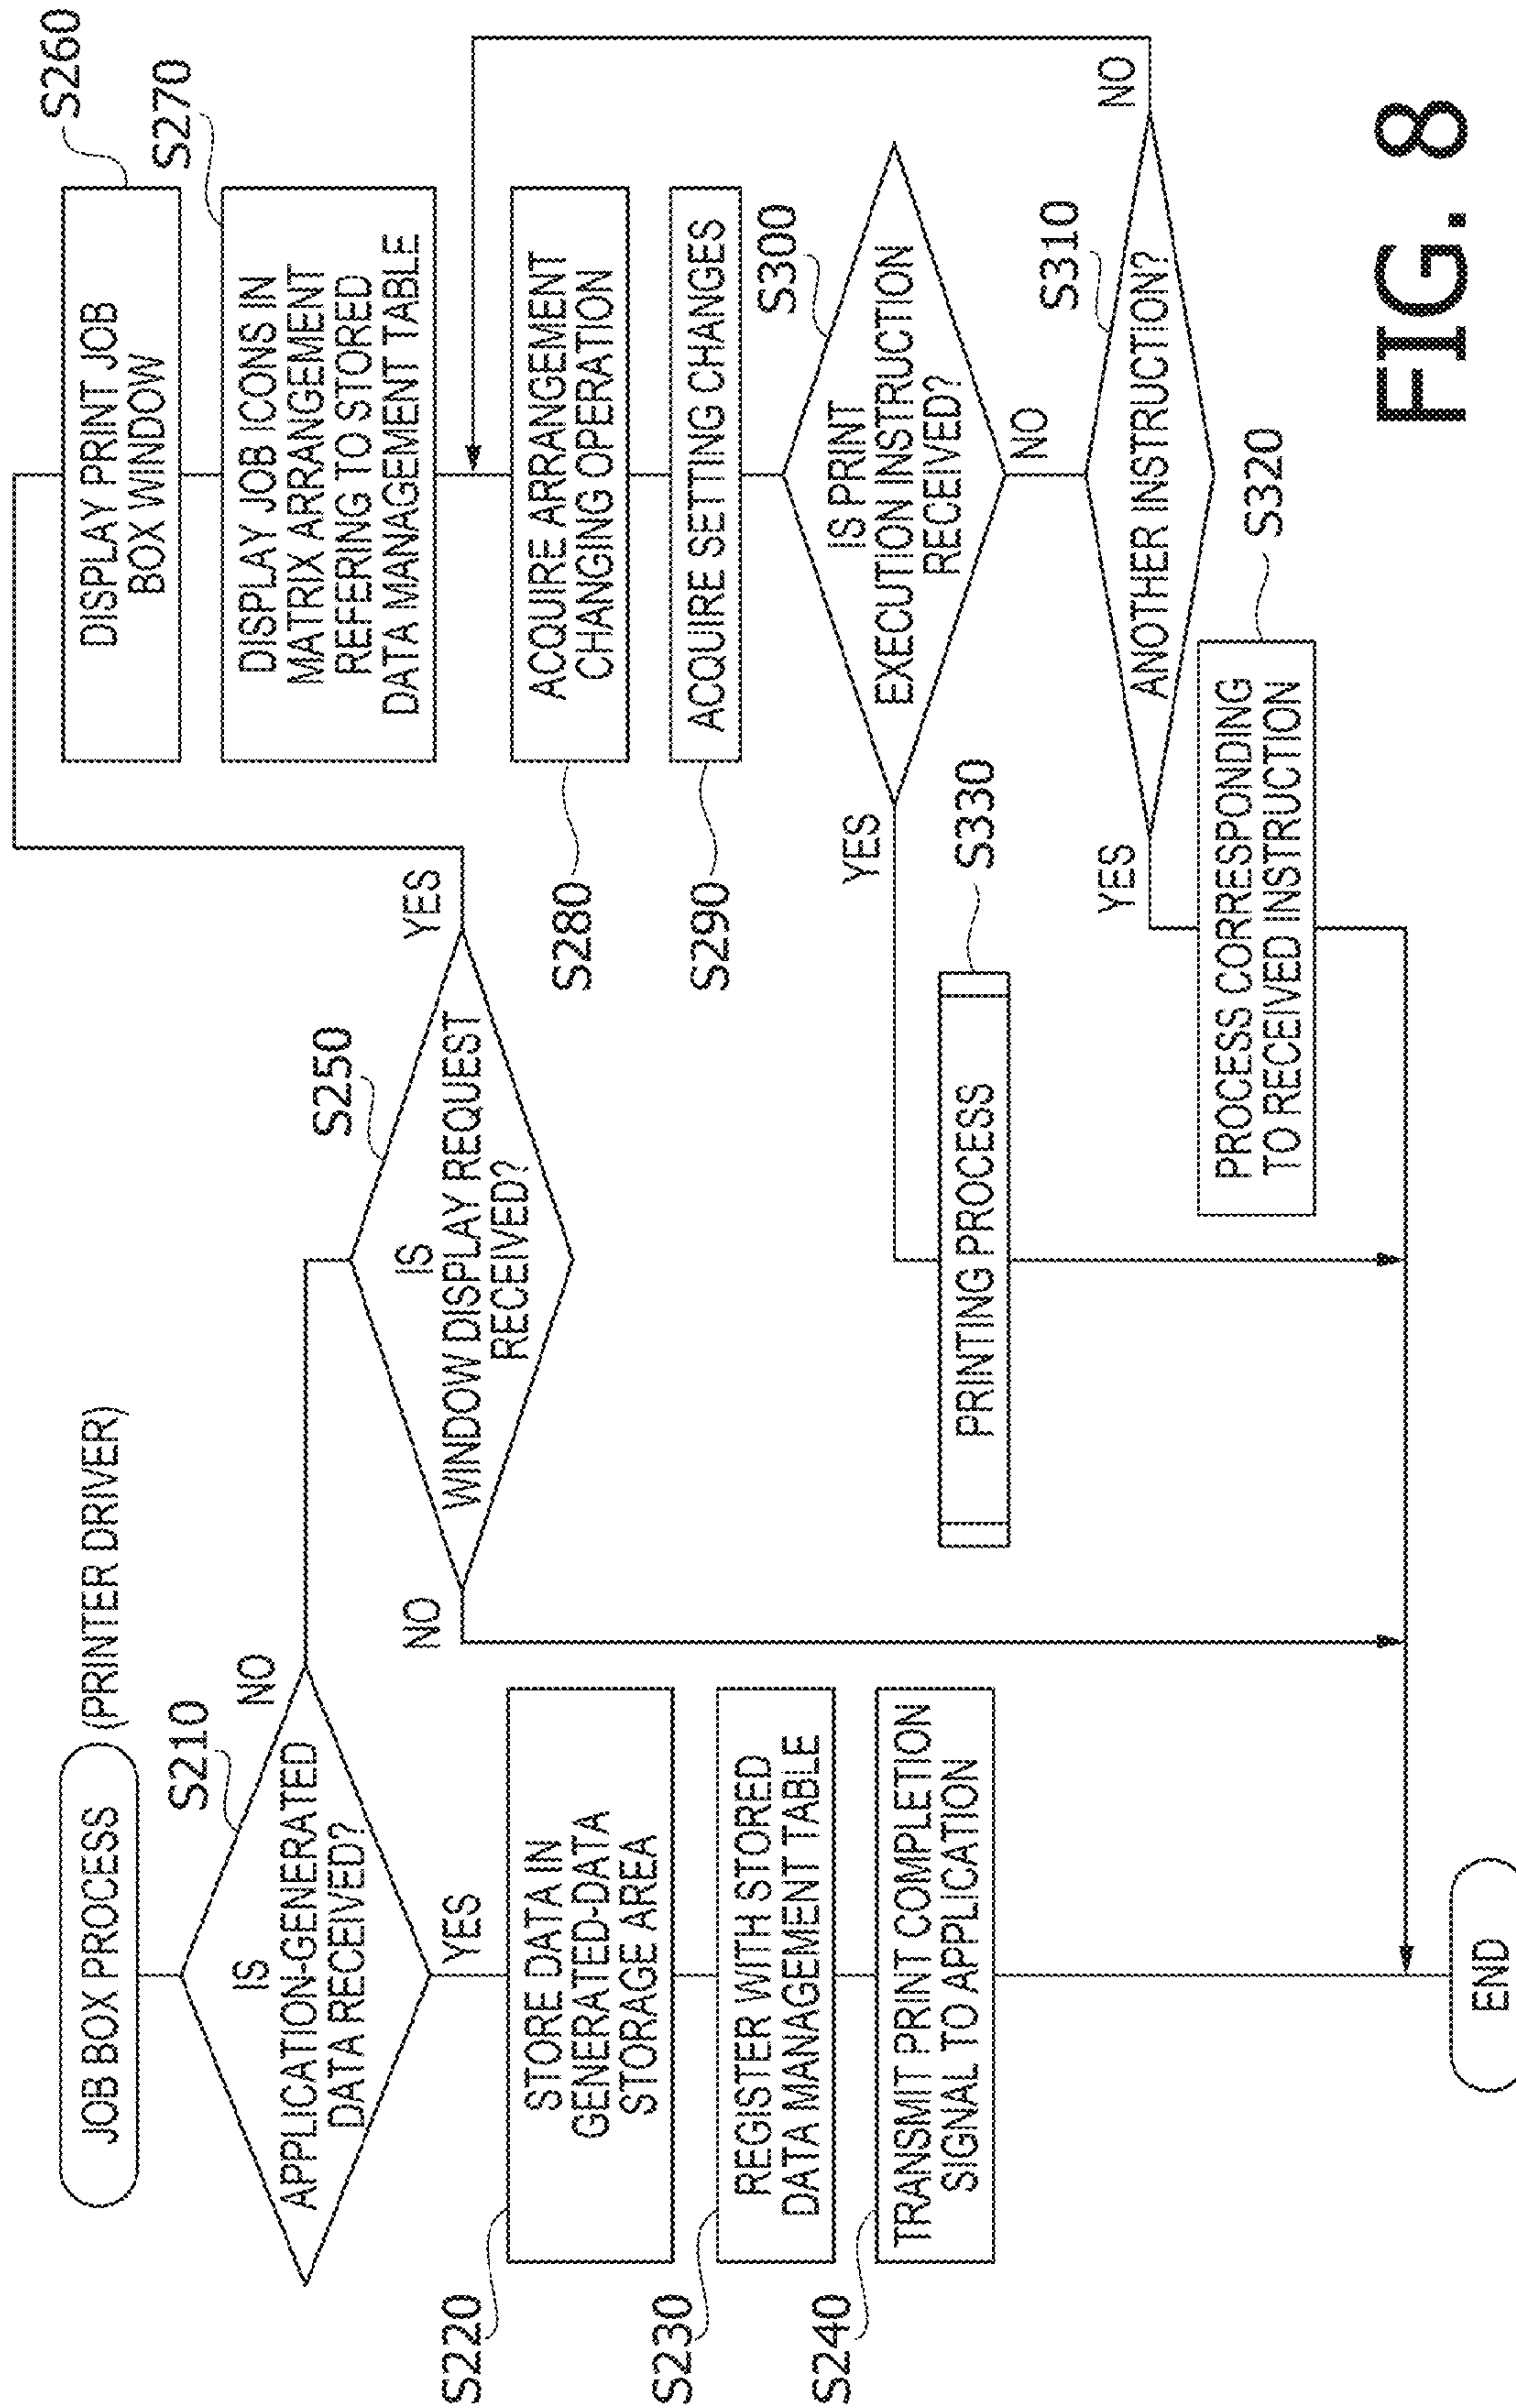 JOB BOX PROCESS
(PRINTER DRIVER)
S210
IS
APPLICATION-GENERATED
DATA RECEIVED?
NO
YES
S220
STORE DATA IN
GENERATED-DATA
STORAGE AREA
S230
REGISTER WITH STORED
DATA MANAGEMENT TABLE
S240
TRANSMIT PRINT COMPLETION
SIGNAL TO APPLICATION
END
S250
IS
WINDOW DISPLAY REQUEST
RECEIVED?
NO
YES
S260
DISPLAY PRINT JOB
BOX WINDOW
S270
DISPLAY JOB ICONS IN
MATRIX ARRANGEMENT
REFERING TO STORED
DATA MANAGEMENT TABLE
S280
ACQUIRE ARRANGEMENT
CHANGING OPERATION
S290
ACQUIRE SETTING CHANGES
S300
IS PRINT
EXECUTION INSTRUCTION
RECEIVED?
YES
NO
S330
PRINTING PROCESS
S310
ANOTHER INSTRUCTION?
YES
NO
S320
PROCESS CORRESPONDING
TO RECEIVED INSTRUCTION
FIG. 8